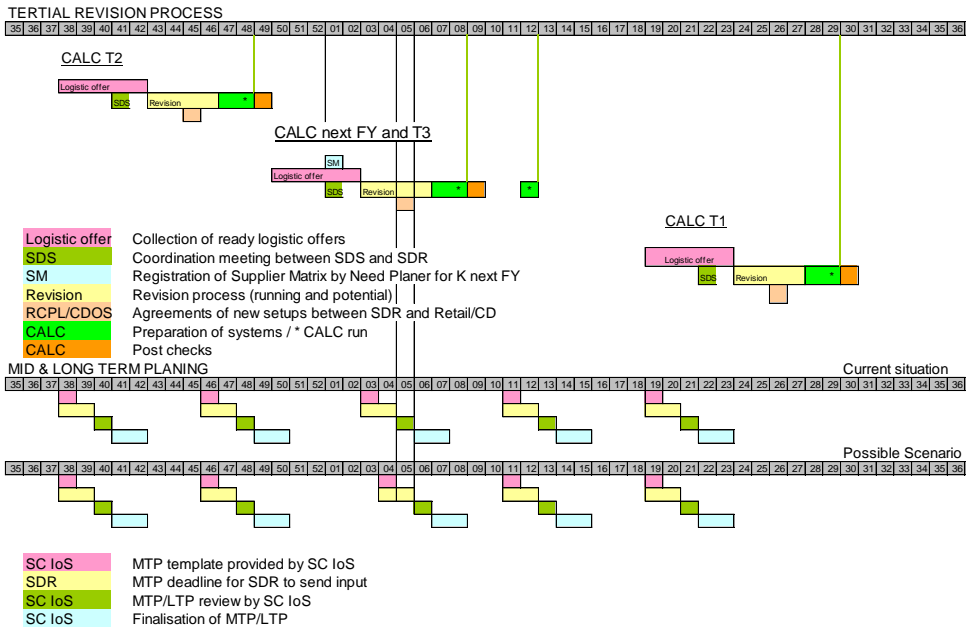 TERTIAL REVISION PROCESS
35 36 37 38 39 40 41 42 43 44 45 46 47 48 49 50 51 52 01 02 03 04 05 06 07 08 09 10 11 12 13 14 15 16 17 18 19 20 21 22 23 24 25 26 27 28 29 30 31 32 33 34 35 36
CALC T2
Logistic offer
SDS Revision *
CALC next FY and T3
SM
Logistic offer
SDS Revision * *
CALC T1
Logistic offer
SDS Revision *
Logistic offer Collection of ready logistic offers
SDS Coordination meeting between SDS and SDR
SM Registration of Supplier Matrix by Need Planer for K next FY
Revision Revision process (running and potential)
RCPL/CDOS Agreements of new setups between SDR and Retail/CD
CALC Preparation of systems / * CALC run
CALC Post checks
MID & LONG TERM PLANING Current situation
35 36 37 38 39 40 41 42 43 44 45 46 47 48 49 50 51 52 01 02 03 04 05 06 07 08 09 10 11 12 13 14 15 16 17 18 19 20 21 22 23 24 25 26 27 28 29 30 31 32 33 34 35 36
Possible Scenario
35 36 37 38 39 40 41 42 43 44 45 46 47 48 49 50 51 52 01 02 03 04 05 06 07 08 09 10 11 12 13 14 15 16 17 18 19 20 21 22 23 24 25 26 27 28 29 30 31 32 33 34 35 36
SC IoS MTP template provided by SC IoS
SDR MTP deadline for SDR to send input
SC IoS MTP/LTP review by SC IoS
SC IoS Finalisation of MTP/LTP